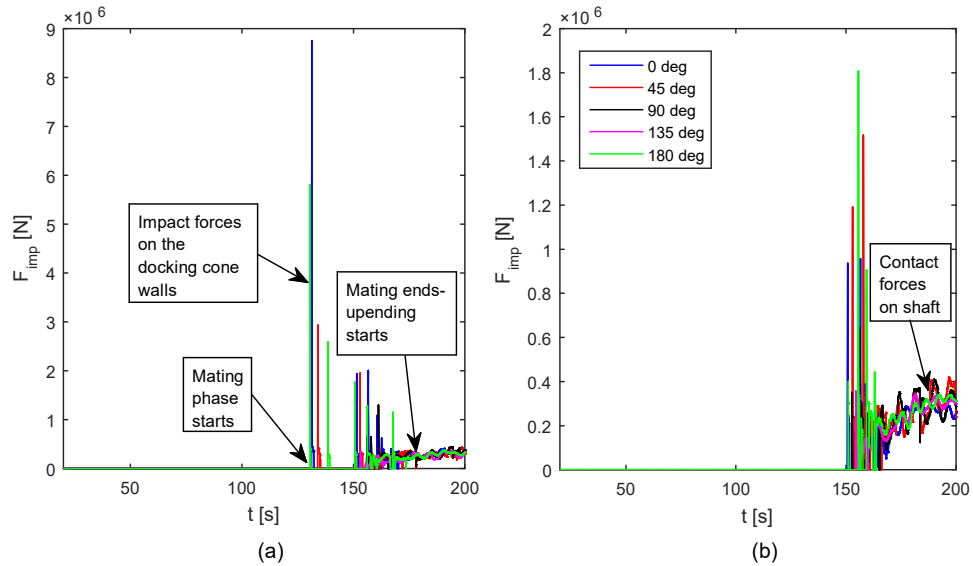 ×10 6
9
8
7
6
5
4
3
2
1
0
F imp [N]
Impact forces
on the
docking cone
walls
Mating ends-
upending
starts
Mating
phase
starts
50
100
150
200
t [s]
(a)
×10 6
2
1.8
1.6
1.4
1.2
1
0.8
0.6
0.4
0.2
0
F imp [N]
0 deg
45 deg
90 deg
135 deg
180 deg
Contact
forces
on shaft
50
100
150
200
t [s]
(b)